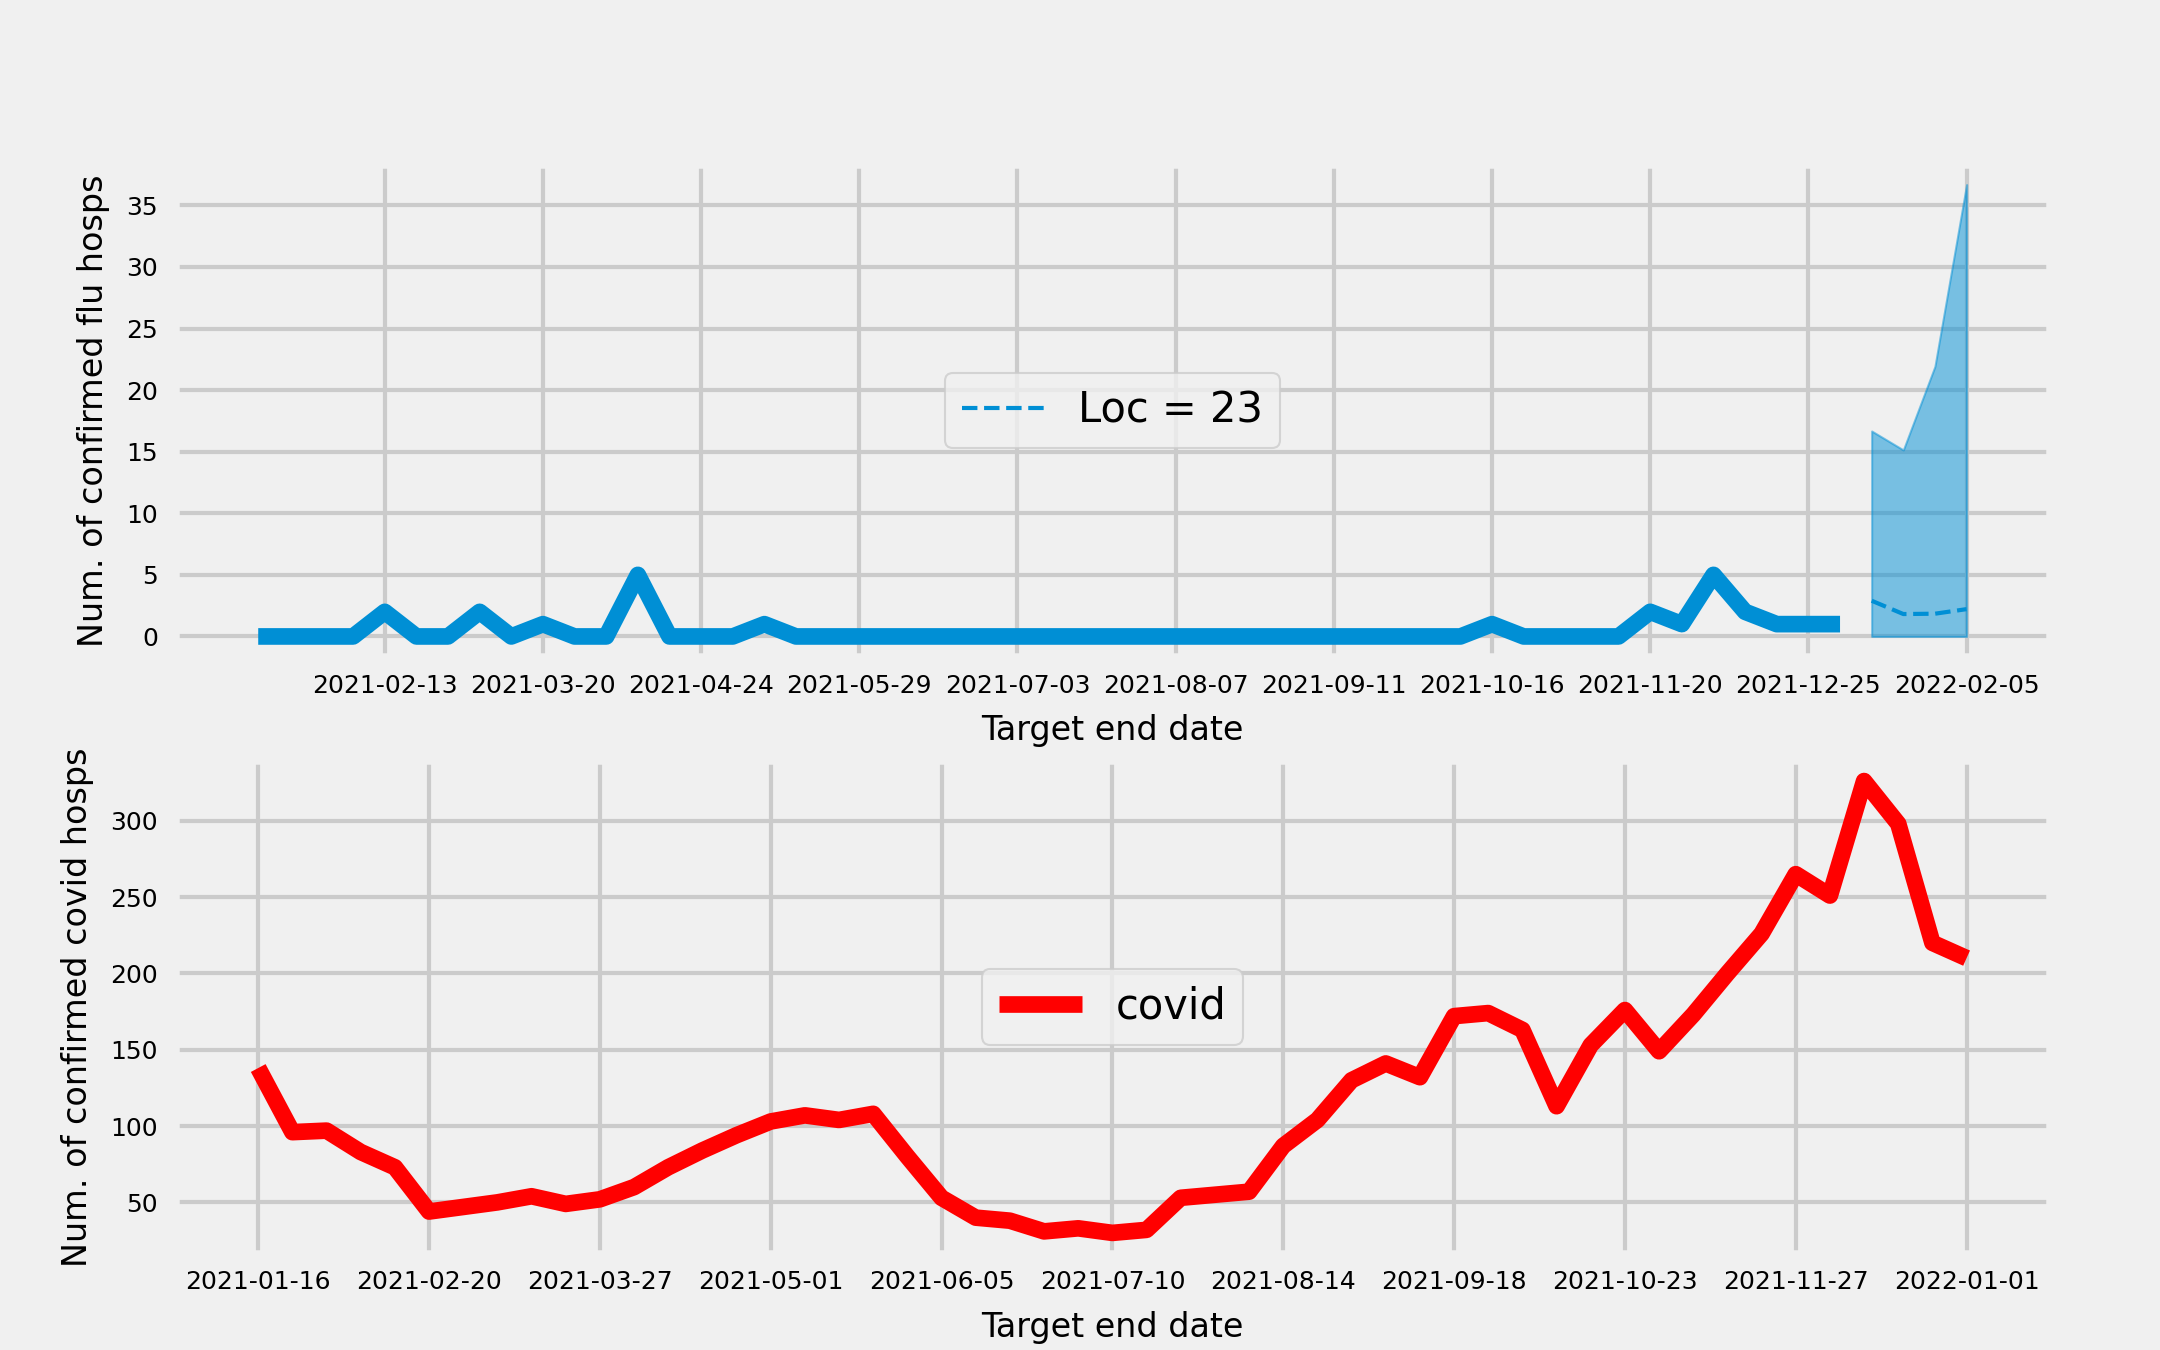 Num. of confirmed flu hosps
35
30
25
20
15
10
5
0
Loc = 23
2021-02-13 2021-03-20 2021-04-24 2021-05-29 2021-07-03 2021-08-07 2021-09-11 2021-10-16 2021-11-20 2021-12-25 2022-02-05
Target end date
Num. of confirmed covid hosps
300
250
200
150
100
50
covid
2021-01-16 2021-02-20 2021-03-27 2021-05-01 2021-06-05 2021-07-10 2021-08-14 2021-09-18 2021-10-23 2021-11-27 2022-01-01
Target end date